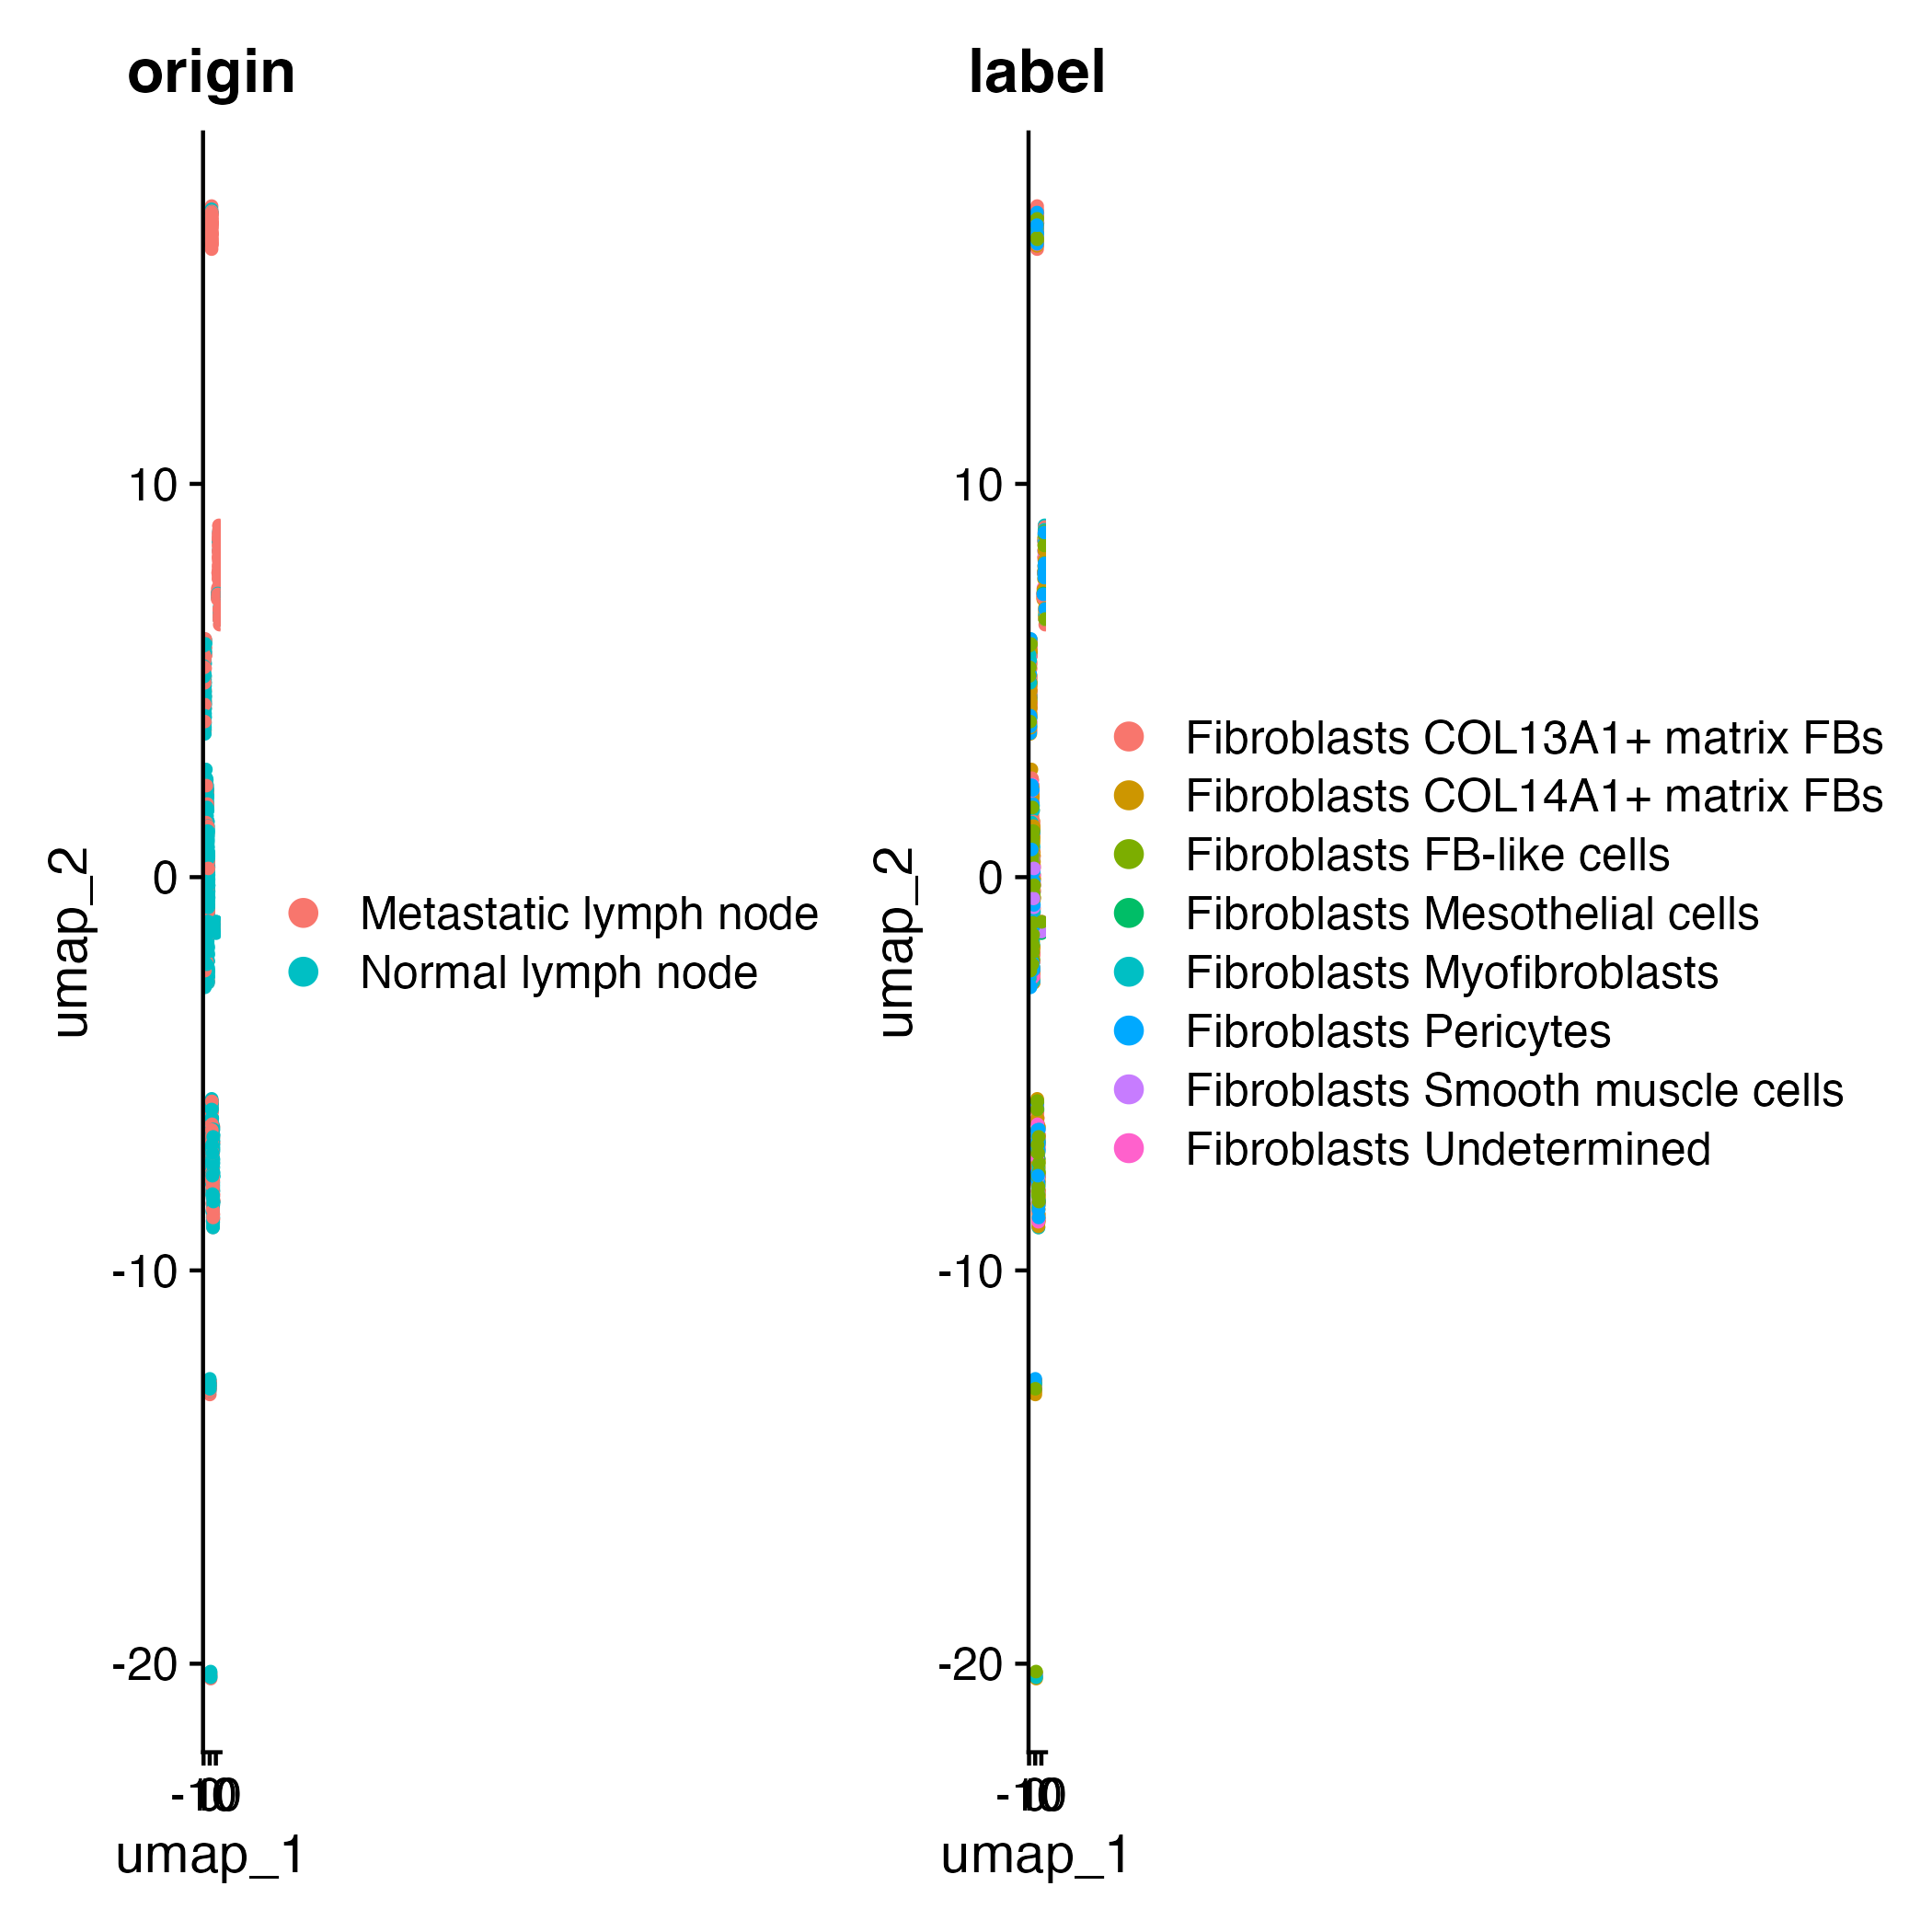 origin
umap_2
10
0
-10
-20
Metastatic lymph node
Normal lymph node
umap_1
label
umap_2
10
0
-10
-20
Fibroblasts COL13A1+ matrix FBs
Fibroblasts COL14A1+ matrix FBs
Fibroblasts FB-like cells
Fibroblasts Mesothelial cells
Fibroblasts Myofibroblasts
Fibroblasts Pericytes
Fibroblasts Smooth muscle cells
Fibroblasts Undetermined
umap_1